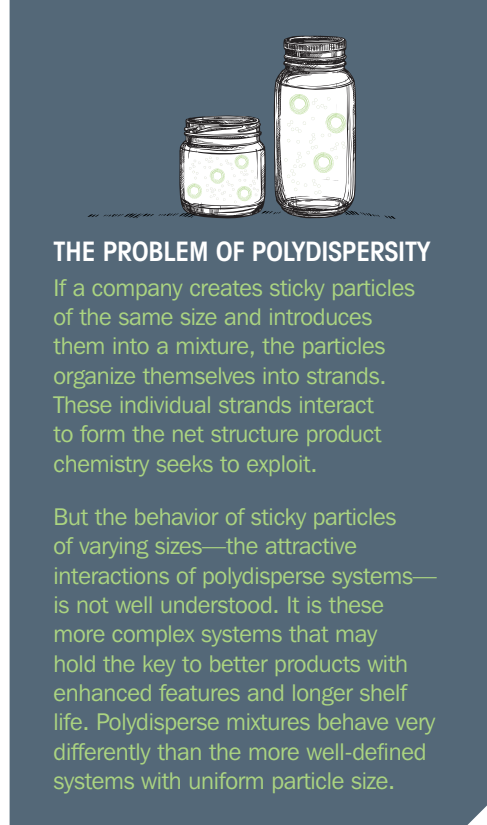 THE PROBLEM OF POLYDISPERSITY
If a company creates sticky particles
of the same size and introduces
them into a mixture, the particles
organize themselves into strands.
These individual strands interact
to form the net structure product
chemistry seeks to exploit.
But the behavior of sticky particles
of varying sizes—the attractive
interactions of polydisperse systems—
is not well understood. It is these
more complex systems that may
hold the key to better products with
enhanced features and longer shelf
life. Polydisperse mixtures behave very
differently than the more well-defined
systems with uniform particle size.